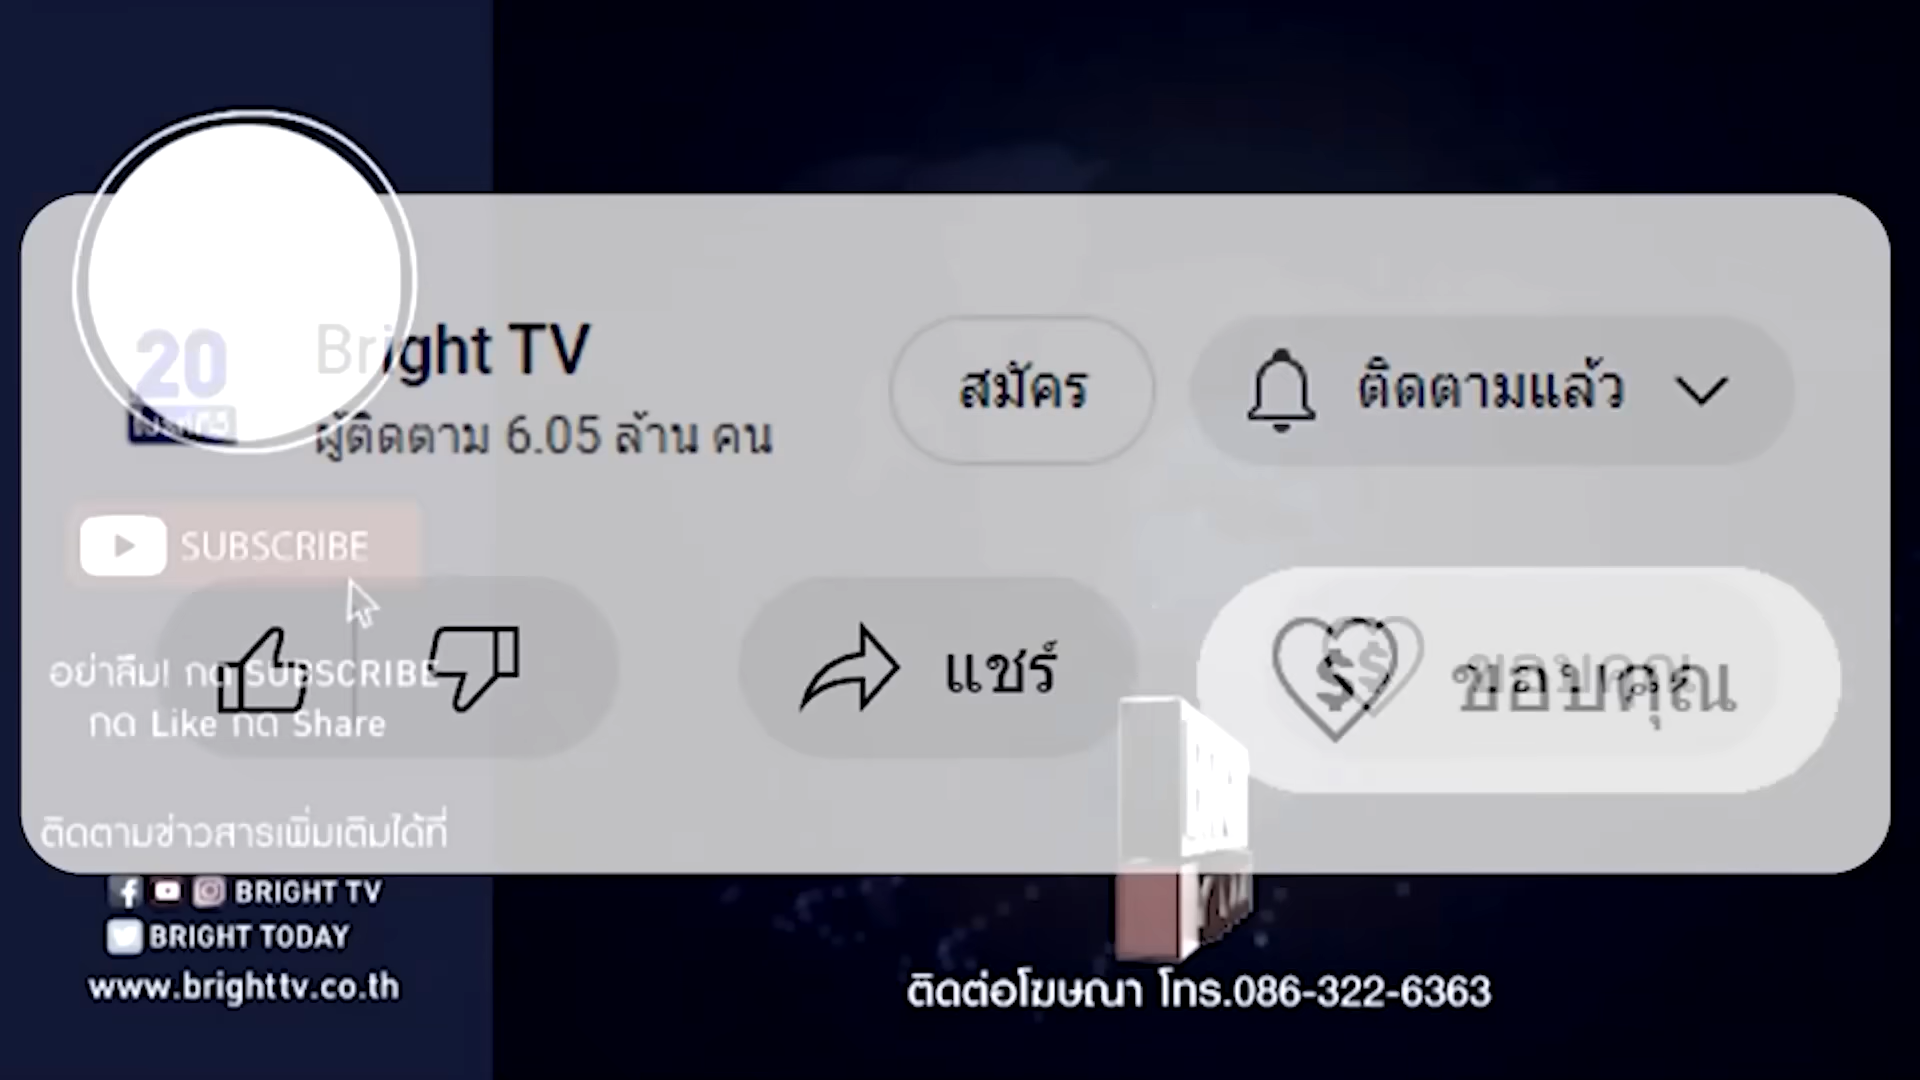 20
Bright TV
ผู้ติดตาม 6.05 ล้าน คน
สมัคร
ติดตามแล้ว
SUBSCRIBE
แชร์
ขอบคุณ
อย่าลืม! กด SUBSCRIBE
กด Like กด Share
ติดตามข่าวสารเพิ่มเติมได้ที่
BRIGHT TV
BRIGHT TODAY
www.brighttv.co.th
ติดต่อโฆษณา โทร.086-322-6363